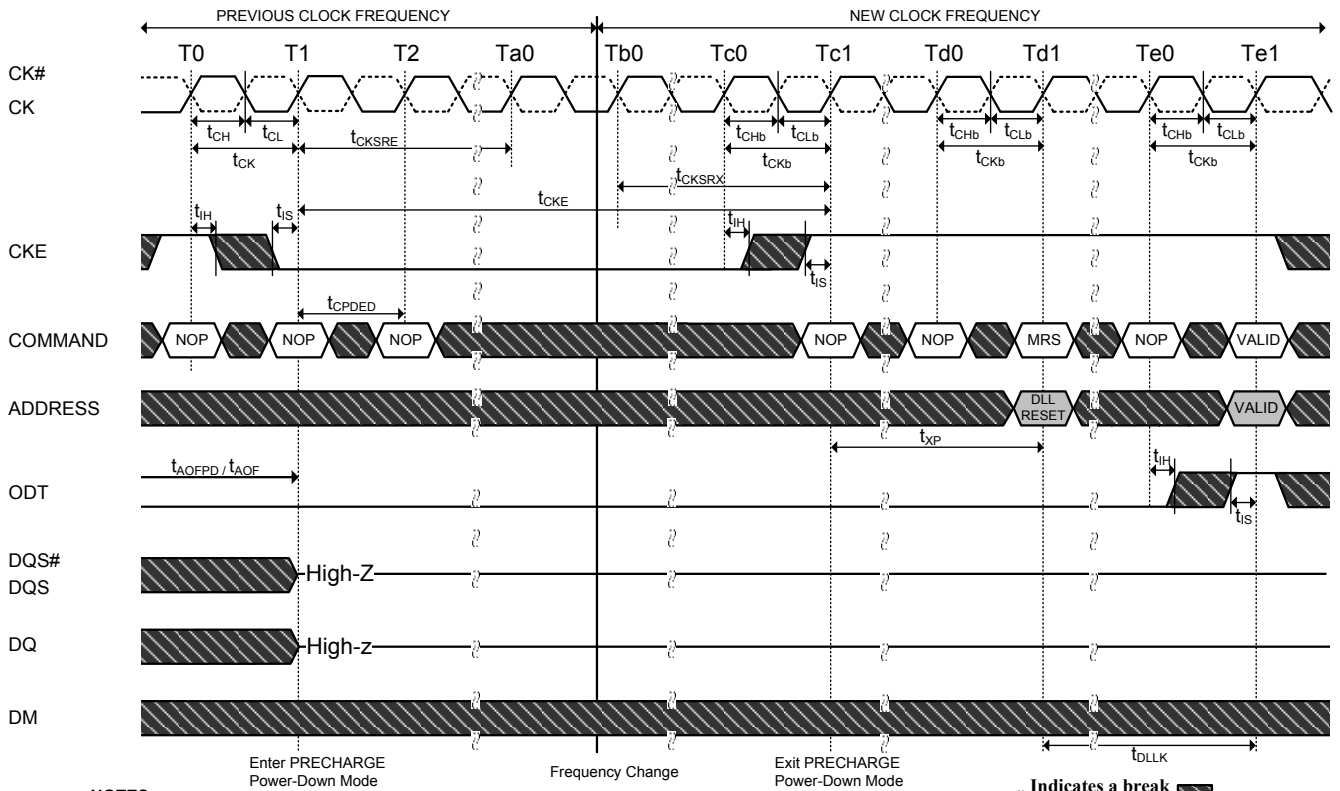 PREVIOUS CLOCK FREQUENCY NEW CLOCK FREQUENCY
T0 T1 T2 Ta0 Tb0 Tc0 Tc1 Td0 Td1 Te0 Te1
CK#
CK
tCH tCL tCHb tCLb tCHb tCLb tCHb tCLb
tCK tCKSRE tCKb tCKb tCKb
tCKSRX
tCKE
tIH tIS tIH
CKE
tIS
tCPDED
COMMAND NOP NOP NOP NOP NOP MRS NOP VALID
ADDRESS DLL RESET VALID
tXP
tAOFPD / tAOF tIH
ODT
tIS
DQS#
DQS
High-Z
DQ High-z
DM
tDLLK
Enter PRECHARGE
Power-Down Mode
Frequency Change
Exit PRECHARGE
Power-Down Mode
Indicates a break